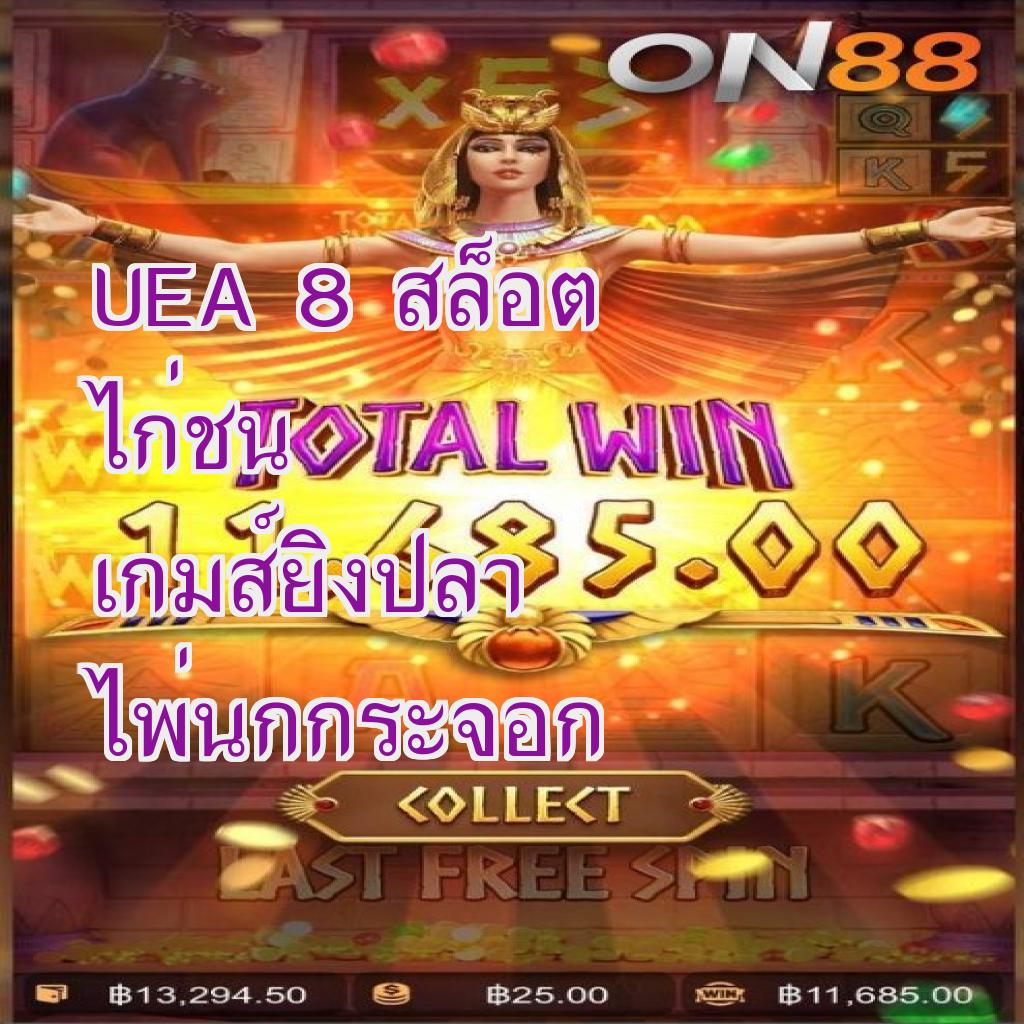 ON88
x53
Q
K
UEA 8 สล็อต
ไก่ชน
TOTAL WIN
11,685.00
เกมส์ยิงปลา
ไพ่นกกระจอก
K
COLLECT
LAST FREE SPIN
฿13,294.50 ฿25.00 WIN ฿11,685.00